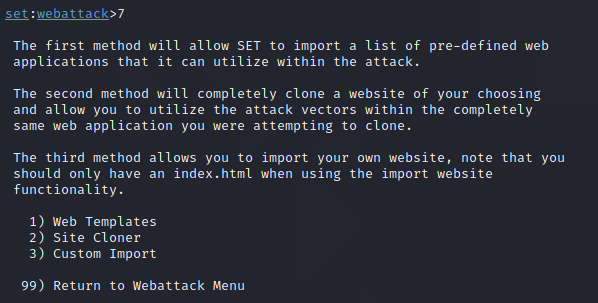 set:webattack>7
The first method will allow SET to import a list of pre-defined web
applications that it can utilize within the attack.
The second method will completely clone a website of your choosing
and allow you to utilize the attack vectors within the completely
same web application you were attempting to clone.
The third method allows you to import your own website, note that you
should only have an index.html when using the import website
functionality.
1) Web Templates
2) Site Cloner
3) Custom Import
99) Return to Webattack Menu